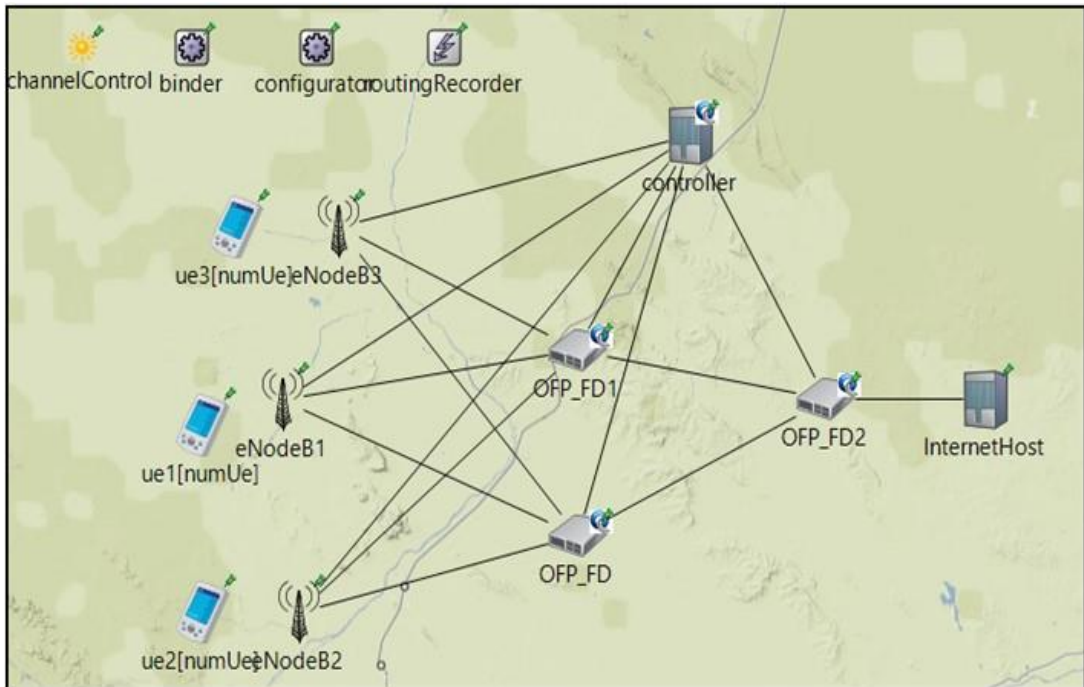 channelControl
binder
configurator
routingRecorder
controller
ue3[numUe]
eNodeB3
OFP_FD1
OFP_FD2
InternetHost
eNodeB1
ue1[numUe]
OFP_FD
ue2[numUe]
eNodeB2